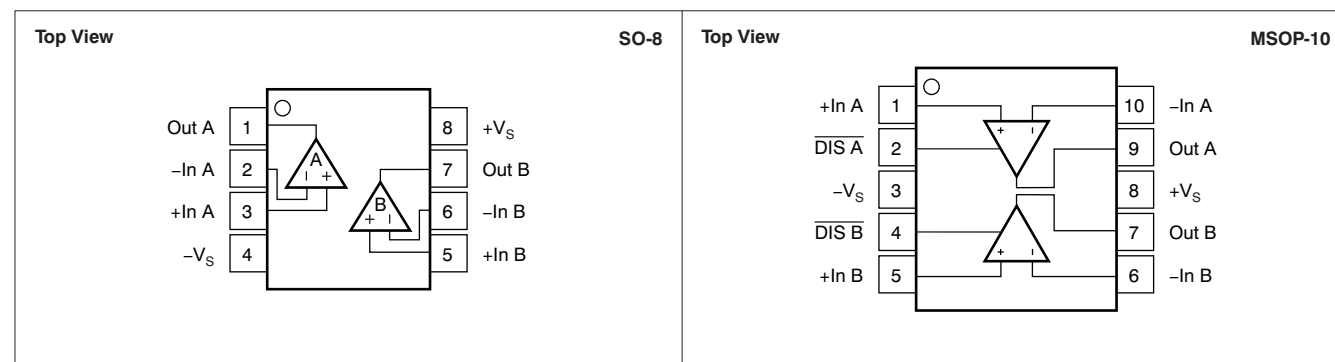 Top View SO-8
Out A 1 8 +VS
−In A 2 A 7 Out B
− +
+In A 3 B 6 −In B
+ −
−VS 4 5 +In B
Top View MSOP-10
+In A 1 10 −In A
+ −
DIS A 2 9 Out A
−VS 3 8 +VS
DIS B 4 7 Out B
+ −
+In B 5 6 −In B